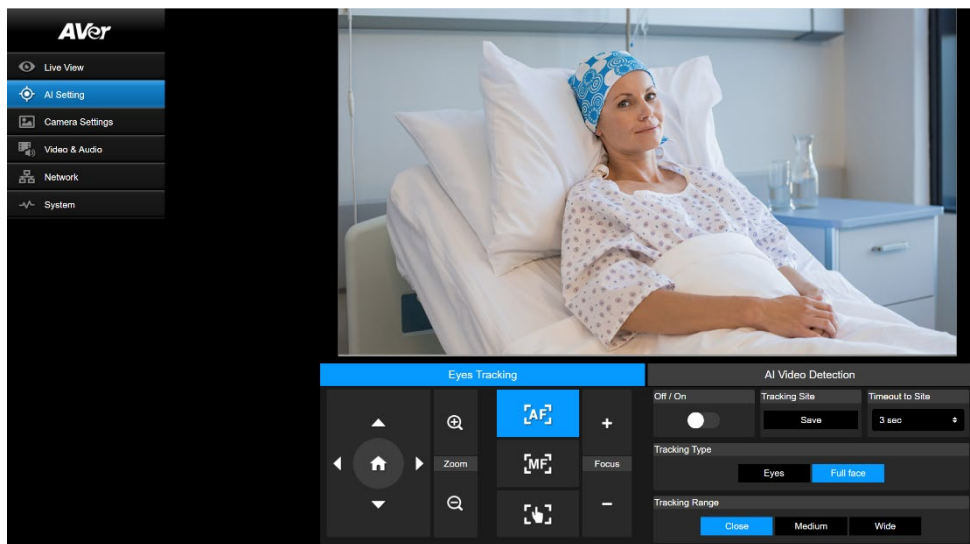 AVer
Live View
AI Setting
Camera Settings
Video & Audio
Network
System
Eyes Tracking
AI Video Detection
Off / On
Tracking Site
Timeout to Site
Save
3 sec
AF
Zoom
MF
Focus
Tracking Type
Eyes
Full face
Tracking Range
Close
Medium
Wide